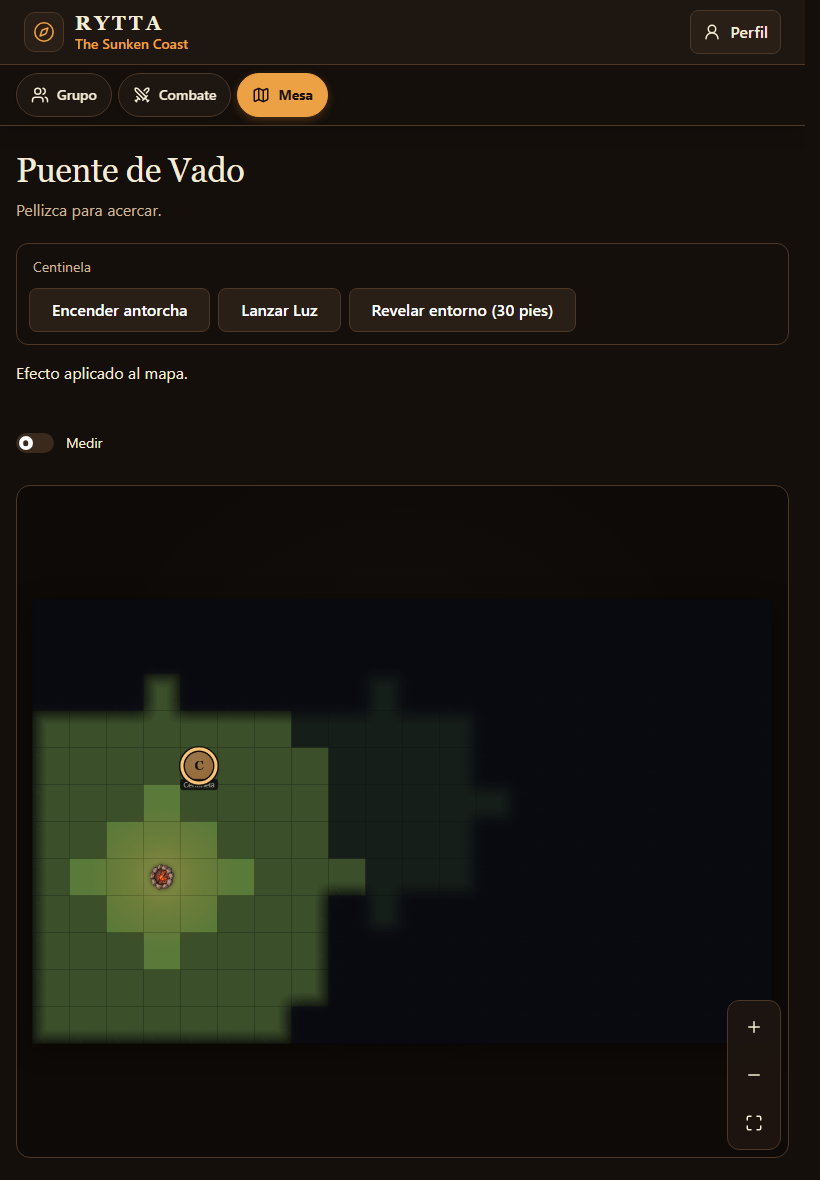 RYTTA
The Sunken Coast
Perfil
Grupo
Combate
Mesa
Puente de Vado
Pellizca para acercar.
Centinela
Encender antorcha
Lanzar Luz
Revelar entorno (30 pies)
Efecto aplicado al mapa.
Medir
C
Centinela